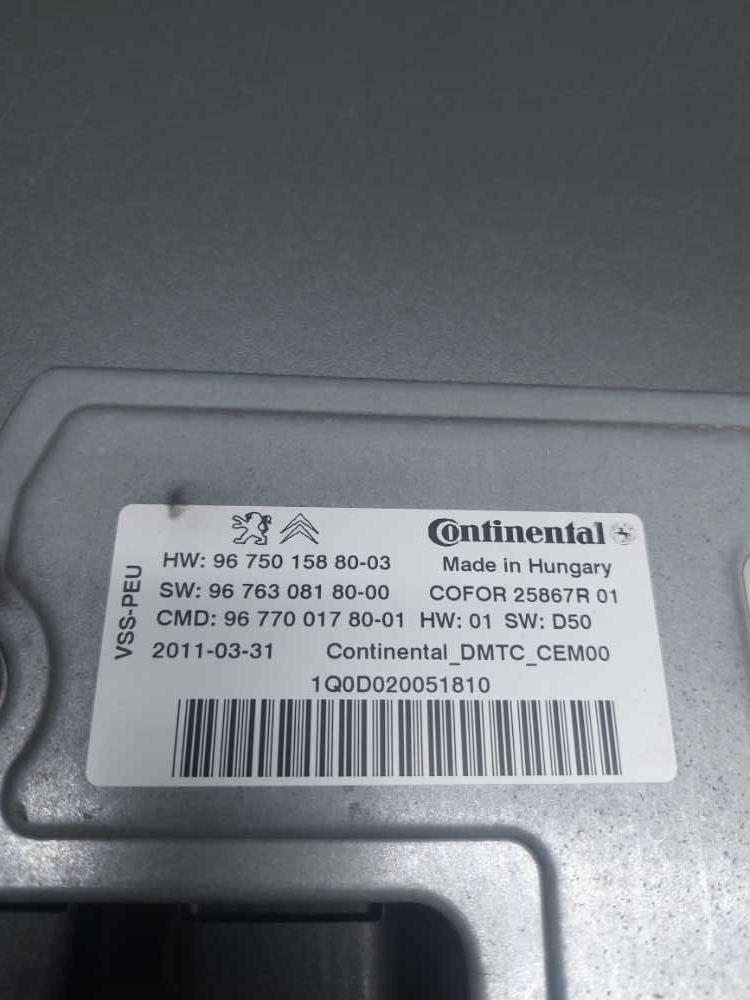 Continental
HW: 96 750 158 80-03 Made in Hungary
SW: 96 763 081 80-00 COFOR 25867R 01
CMD: 96 770 017 80-01 HW: 01 SW: D50
2011-03-31 Continental_DMTC_CEM00
1Q0D020051810
VSS-PEU